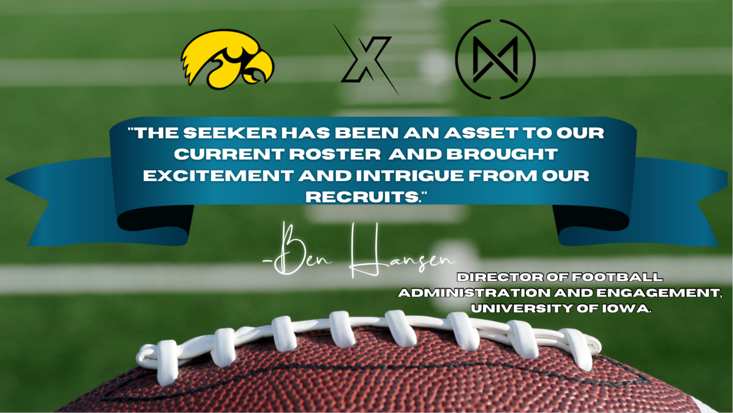 X
"THE SEEKER HAS BEEN AN ASSET TO OUR
CURRENT ROSTER AND BROUGHT
EXCITEMENT AND INTRIGUE FROM OUR
RECRUITS."
-Ben Hansen
DIRECTOR OF FOOTBALL
ADMINISTRATION AND ENGAGEMENT,
UNIVERSITY OF IOWA.